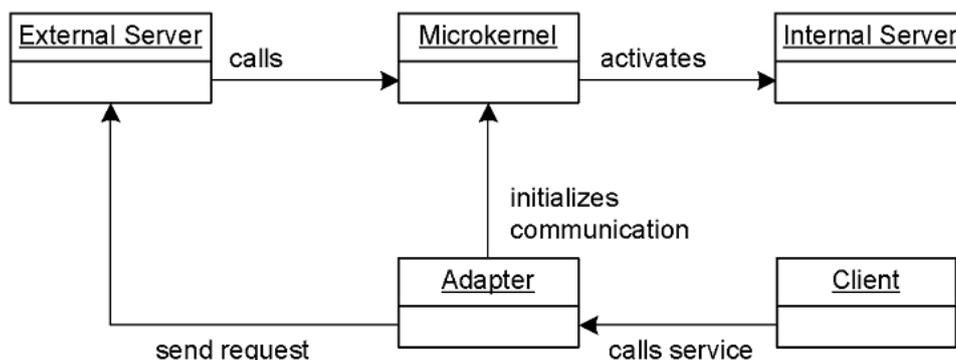 External Server
Microkernel
Internal Server
calls
activates
initializes
communication
Adapter
Client
send request
calls service